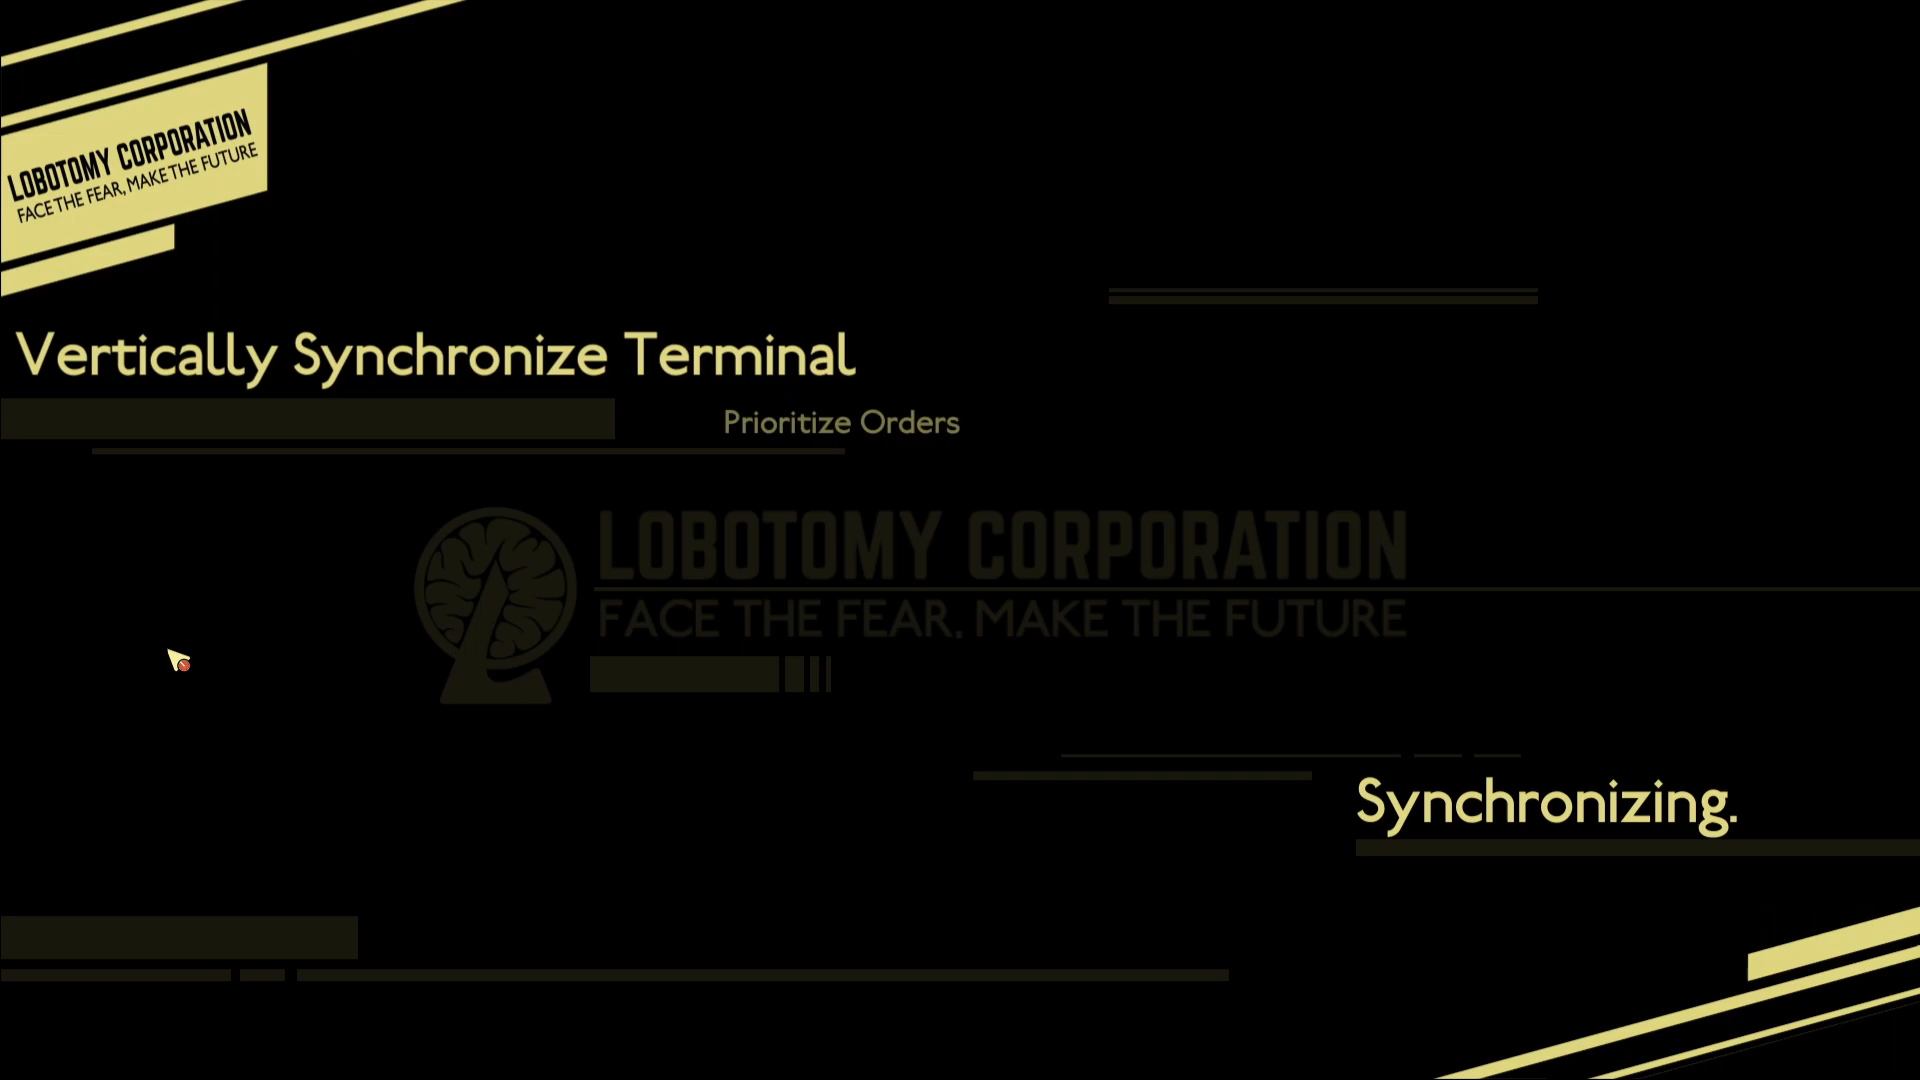 LOBOTOMY CORPORATION
FACE THE FEAR, MAKE THE FUTURE
Vertically Synchronize Terminal
Prioritize Orders
LOBOTOMY CORPORATION
FACE THE FEAR, MAKE THE FUTURE
Synchronizing.